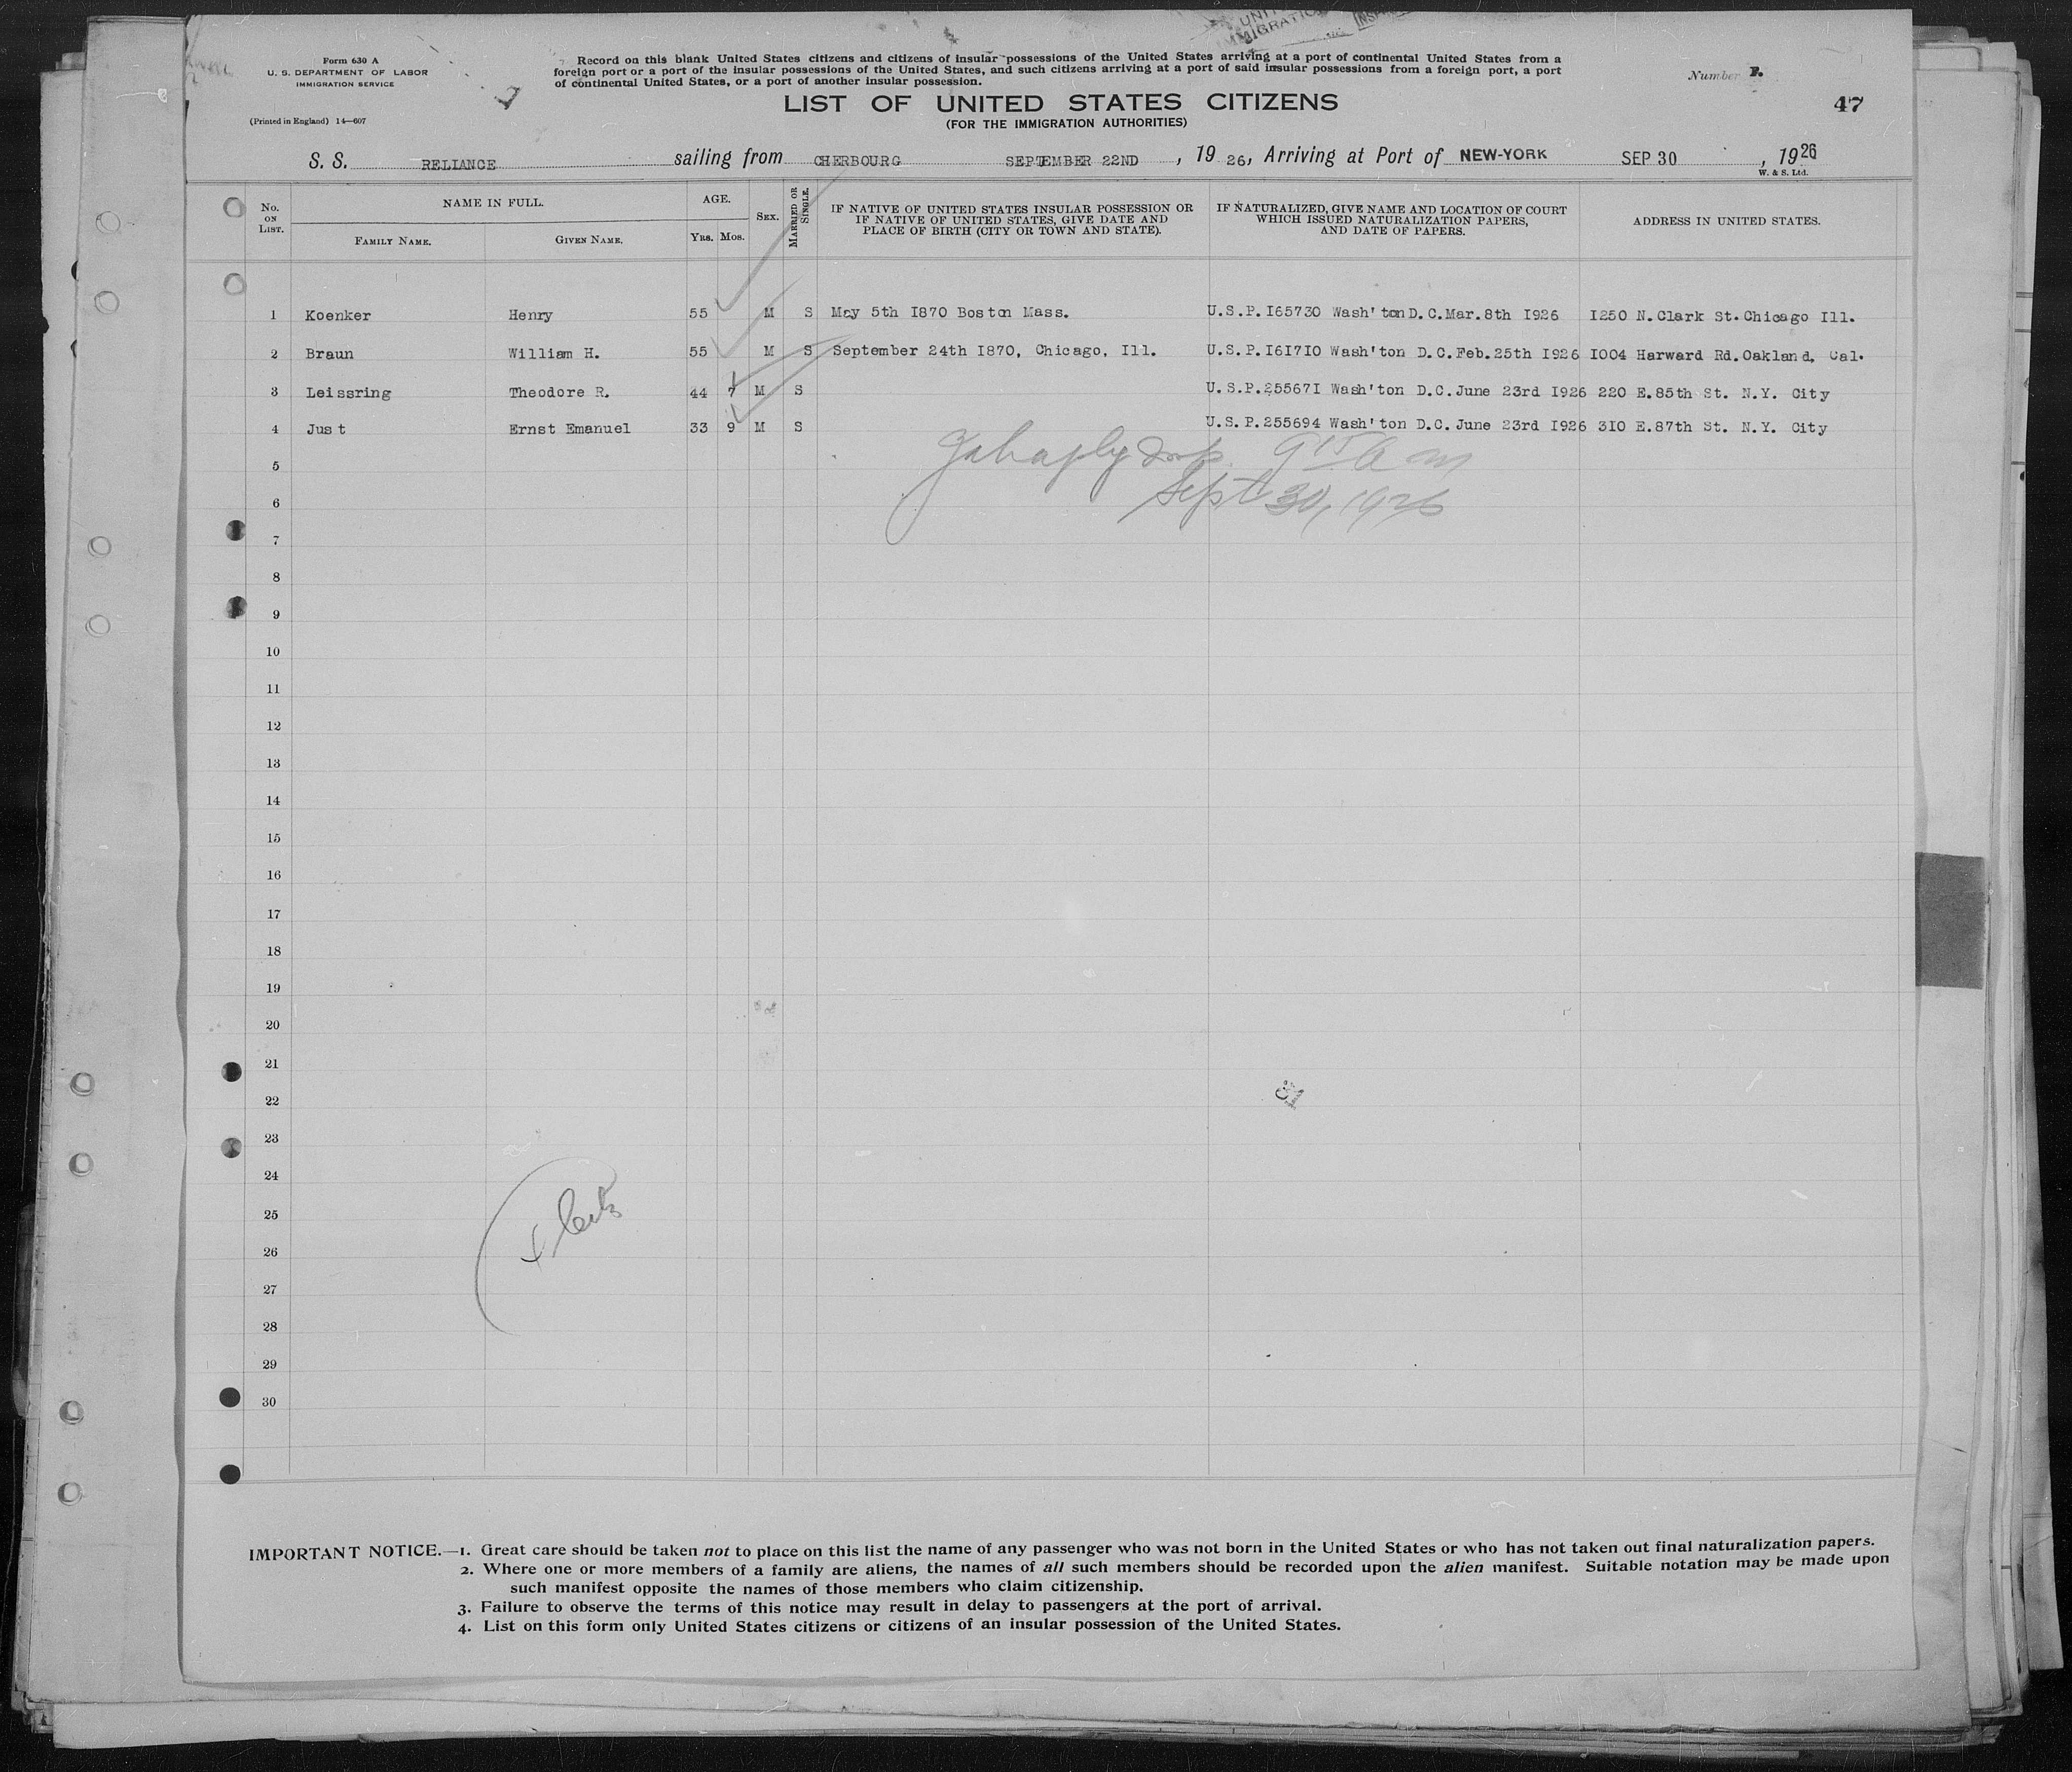 Form 630 A
U. S. DEPARTMENT OF LABOR
IMMIGRATION SERVICE
(Printed in England) 14—607
Record on this blank United States citizens and citizens of insular possessions of the United States arriving at a port of continental United States from a
foreign port or a port of the insular possessions of the United States, and such citizens arriving at a port of said insular possessions from a foreign port, a port
of continental United States, or a port of another insular possession.
Number
47
LIST OF UNITED STATES CITIZENS
(FOR THE IMMIGRATION AUTHORITIES)
S. S. RELIANCE sailing from CHERBOURG SEPTEMBER 22ND, 19 26, Arriving at Port of NEW-YORK SEP 30, 1926
W. & S. Ltd.
No. ON LIST. NAME IN FULL. FAMILY NAME. GIVEN NAME. AGE. YRS. MOS. SEX. MARRIED OR SINGLE. IF NATIVE OF UNITED STATES INSULAR POSSESSION OR IF NATIVE OF UNITED STATES, GIVE DATE AND PLACE OF BIRTH (CITY OR TOWN AND STATE). IF NATURALIZED, GIVE NAME AND LOCATION OF COURT WHICH ISSUED NATURALIZATION PAPERS, AND DATE OF PAPERS. ADDRESS IN UNITED STATES.
1 Koenker Henry 55 M S May 5th I870 Boston Mass. U.S.P.I65730 Wash'ton D.C.Mar.8th I926 I250 N.Clark St.Chicago Ill.
2 Braun William H. 55 M S September 24th I870, Chicago, Ill. U.S.P.I6I7I0 Wash'ton D.C.Feb.25th I926 I004 Harward Rd.Oakland, Cal.
3 Leissring Theodore R. 44 7 M S U.S.P.25567I Wash'ton D.C.June 23rd I926 220 E.85th St. N.Y. City
4 Just Ernst Emanuel 33 9 M S U.S.P.255694 Wash'ton D.C.June 23rd I926 3I0 E.87th St. N.Y. City
5
Sept 30, 1926
6
7
8
9
10
11
12
13
14
15
16
17
18
19
20
21
22
23
24
25
26
27
28
29
30
IMPORTANT NOTICE.—1. Great care should be taken not to place on this list the name of any passenger who was not born in the United States or who has not taken out final naturalization papers.
2. Where one or more members of a family are aliens, the names of all such members should be recorded upon the alien manifest. Suitable notation may be made upon
such manifest opposite the names of those members who claim citizenship.
3. Failure to observe the terms of this notice may result in delay to passengers at the port of arrival.
4. List on this form only United States citizens or citizens of an insular possession of the United States.